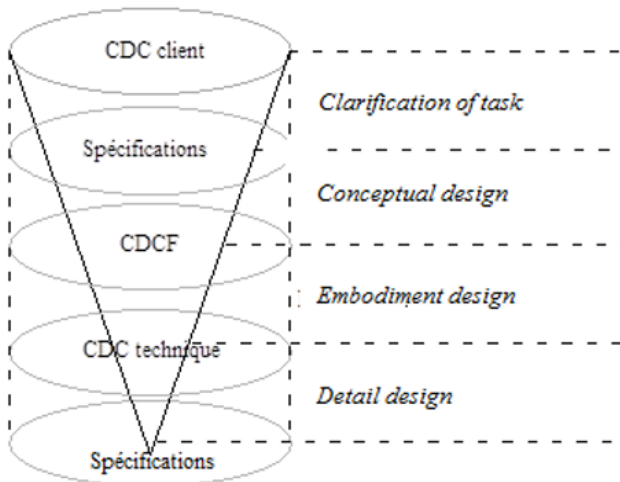 CDC client
Clarification of task
Spécifications
Conceptual design
CDCF
Embodiment design
CDC technique
Detail design
Spécifications